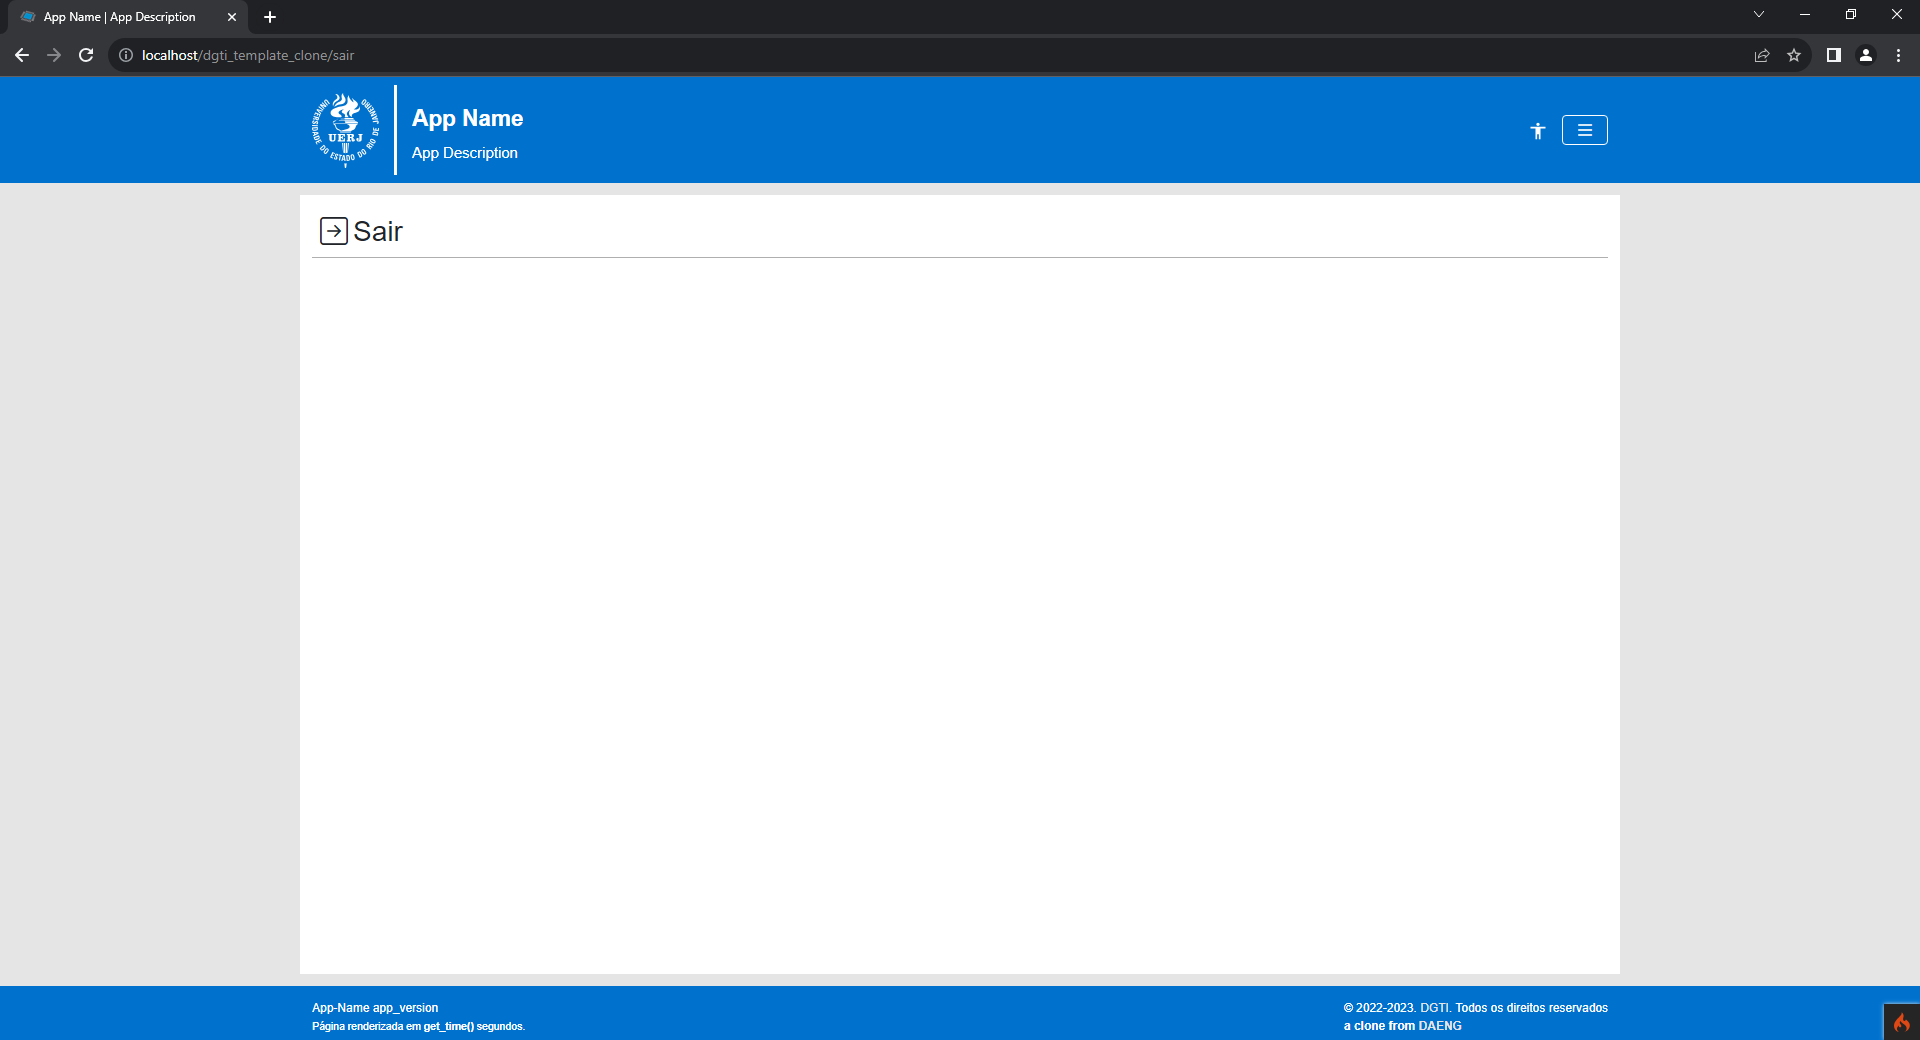 App Name | App Description
localhost/dgti_template_clone/sair
UNIVERSIDADE DO ESTADO DO RIO DE JANEIRO
UERJ
App Name
App Description
Sair
App-Name app_version
Página renderizada em get_time() segundos.
© 2022-2023. DGTI. Todos os direitos reservados
a clone from DAENG